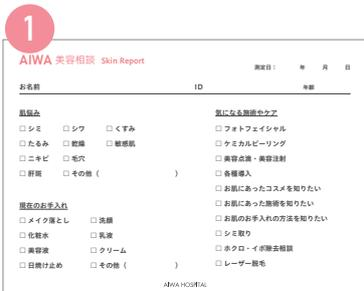 1
AIWA 美容相談 Skin Report
測定日： 年 月 日
お名前 ID 年齢
肌悩み
□ シミ □ シワ □ くすみ
□ たるみ □ 乾燥 □ 敏感肌
□ ニキビ □ 毛穴
□ 肝斑 □ その他（ ）
現在のお手入れ
□ メイク落とし □ 洗顔
□ 化粧水 □ 乳液
□ 美容液 □ クリーム
□ 日焼け止め □ その他（ ）
気になる施術やケア
□ フォトフェイシャル
□ ケミカルピーリング
□ 美容点滴・美容注射
□ 各種導入
□ お肌にあったコスメを知りたい
□ お肌にあった施術を知りたい
□ お肌のお手入れの方法を知りたい
□ シミ取り
□ ホクロ・イボ除去相談
□ レーザー脱毛
AIWA HOSPITAL